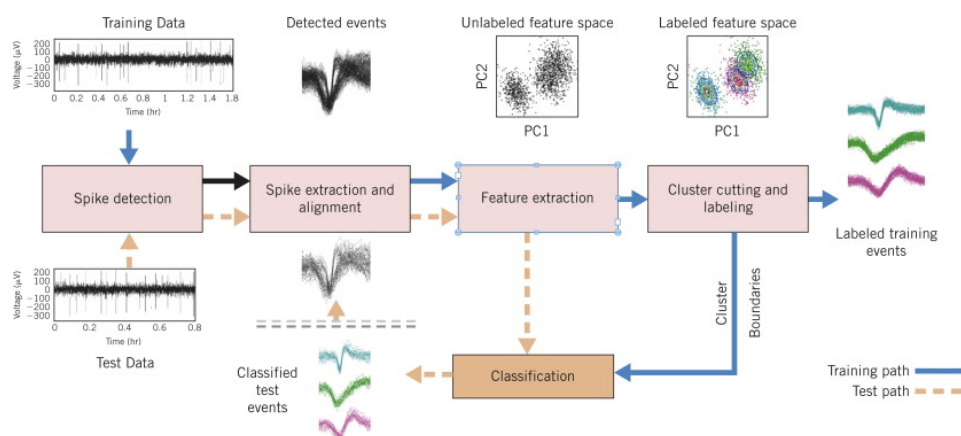 Training Data
Detected events
Unlabeled feature space
Labeled feature space
Voltage (µV)
200
100
0
−100
−200
−300
0 0.2 0.6 0.4 0.8 1 1.2 1.4 1.8
Time (hr)
PC2
PC1
PC2
PC1
Spike detection
Spike extraction and
alignment
Feature extraction
Cluster cutting and
labeling
Labeled training
events
Voltage (µV)
200
100
0
−100
−200
−300
0 0.2 0.4 0.6 0.8
Time (hr)
Test Data
Cluster
Boundaries
Classified
test
events
Classification
Training path
Test path